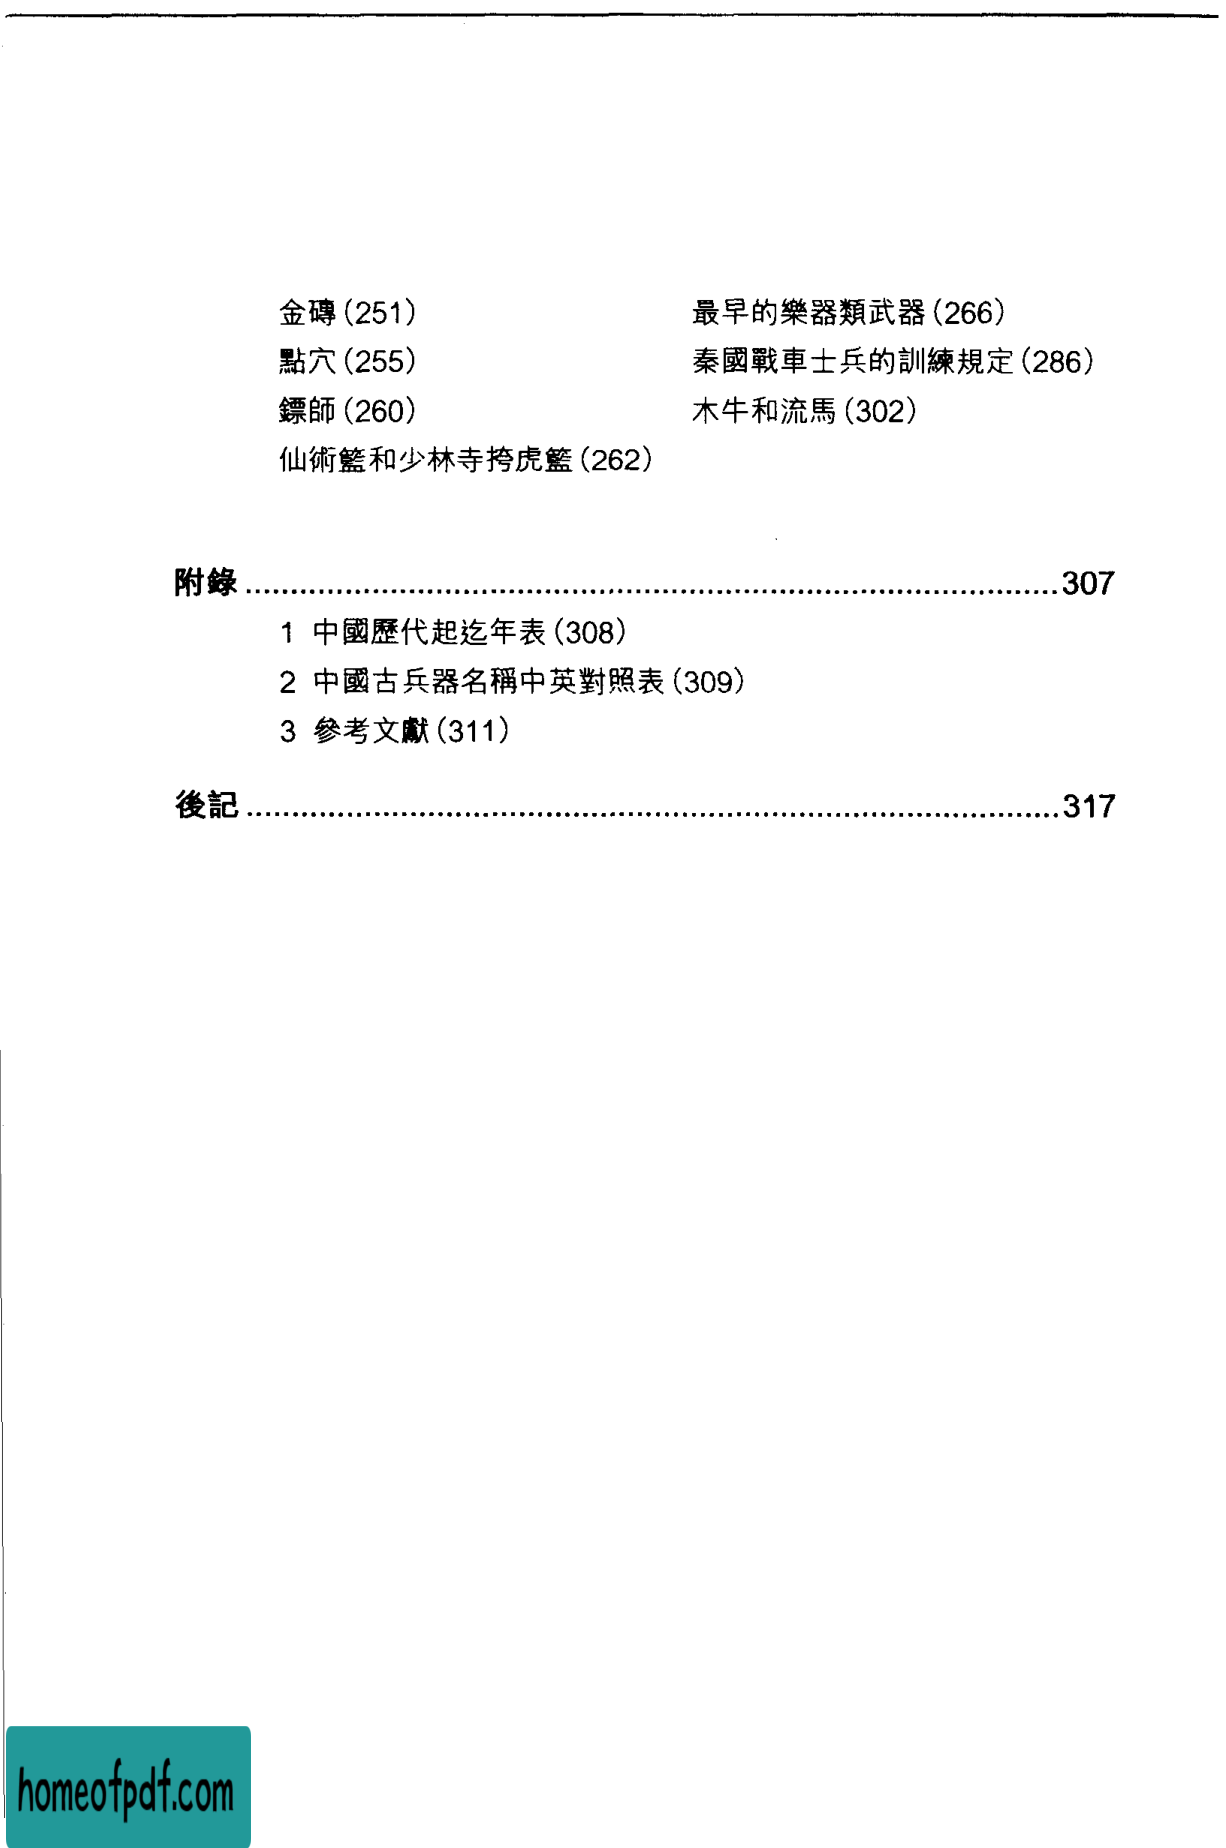 金磚(251)
點穴(255)
鏢師(260)
仙術籃和少林寺挎虎籃(262)
最早的樂器類武器(266)
秦國戰車士兵的訓練規定(286)
木牛和流馬(302)
附錄..........................................................................................307
1 中國歷代起迄年表(308)
2 中國古兵器名稱中英對照表(309)
3 參考文獻(311)
後記..........................................................................................317
homeofpdf.com